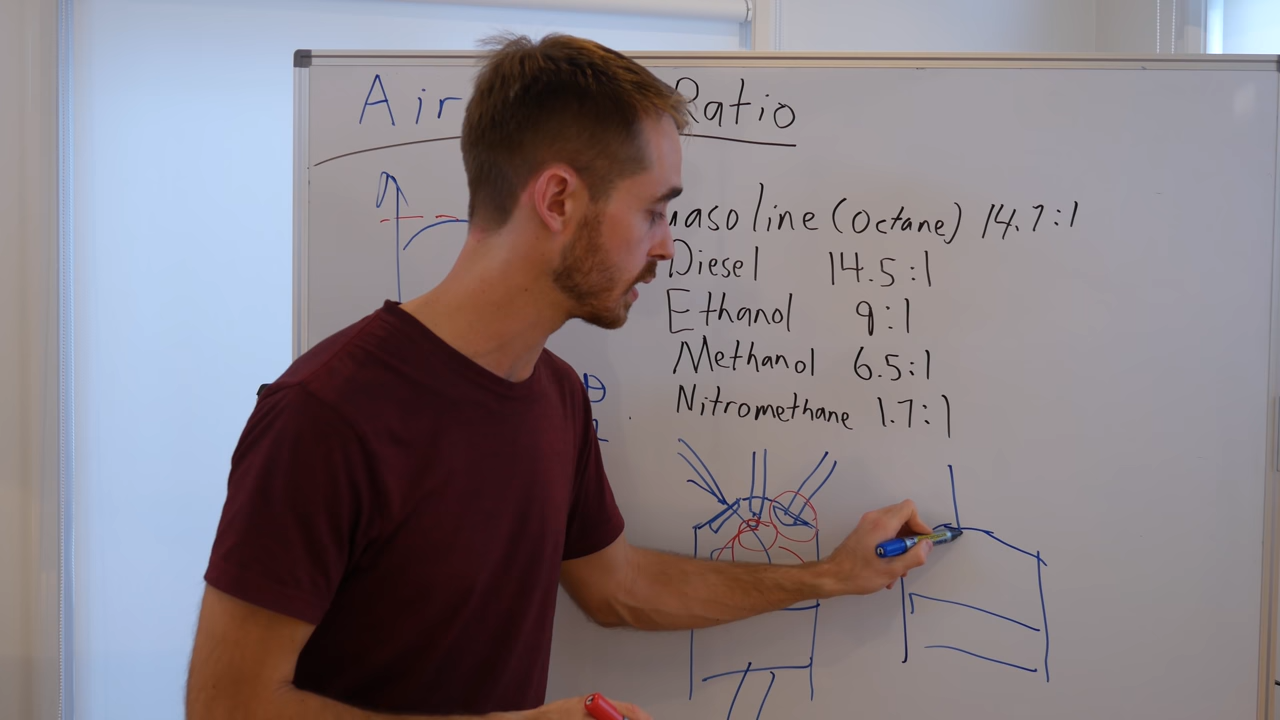 Air Ratio
Gasoline (Octane) 14.7:1
Diesel 14.5:1
Ethanol 9:1
Methanol 6.5:1
Nitromethane 1.7:1